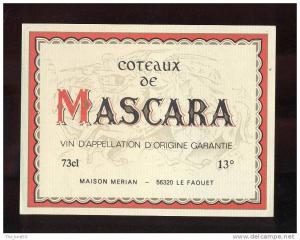 COTEAUX
DE
MASCARA
VIN D'APPELLATION D'ORIGINE GARANTIE
73cl 13°
MAISON MERIAN – 56320 LE FAOUET